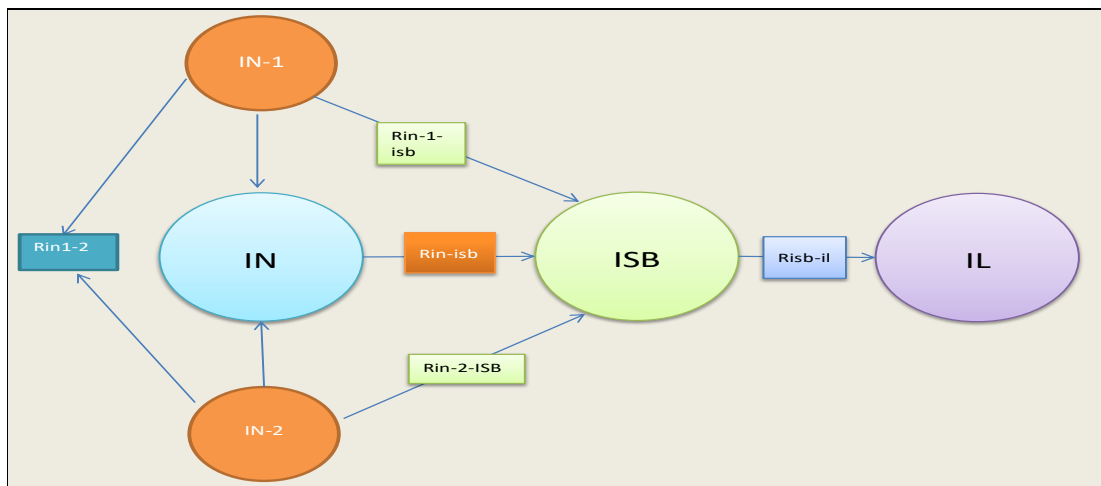 IN-1
Rin-1-
isb
Rin1-2
IN
Rin-isb
ISB
Risb-il
IL
Rin-2-ISB
IN-2